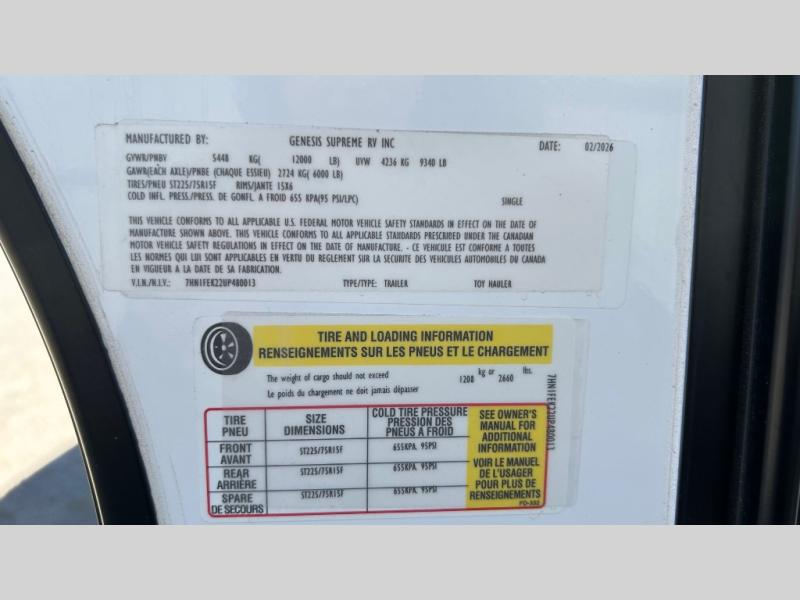 MANUFACTURED BY: GENESIS SUPREME RV INC DATE: 02/2026
GVWR/PNBV 5448 KG( 12000 LB) UVW 4236 KG 9340 LB
GAWR(EACH AXLE)/PNBE (CHAQUE ESSIEU) 2724 KG( 6000 LB)
TIRES/PNEU ST225/75R15F RIMS/JANTE 15X6
COLD INFL. PRESS/PRESS. DE GONFL. A FROID 655 KPA(95 PSI/LPC) SINGLE
THIS VEHICLE CONFORMS TO ALL APPLICABLE U.S. FEDERAL MOTOR VEHICLE SAFETY STANDARDS IN EFFECT ON THE DATE OF
MANUFACTURE SHOWN ABOVE. THIS VEHICLE CONFORMS TO ALL APPLICABLE STANDARDS PRESCRIBED UNDER THE CANADIAN
MOTOR VEHICLE SAFETY REGULATIONS IN EFFECT ON THE DATE OF MANUFACTURE. - CE VEHICULE EST CONFORME A TOUTES
LES NORMES QUI LUI SONT APPLICABLES EN VERTU DU REGLEMENT SUR LA SECURITE DES VEHICULES AUTOMOBILES DU CANADA
EN VIGUEUR A LA DATE DE SA FABRICATION.
V.I.N./N.I.V.: 7HN1FEK22UP480013 TYPE/TYPE: TRAILER TOY HAULER
TIRE AND LOADING INFORMATION
RENSEIGNEMENTS SUR LES PNEUS ET LE CHARGEMENT
The weight of cargo should not exceed 1208 kg or 2660 lbs.
Le poids du chargement ne doit jamais dépasser
7HN1FEK22UP480013
TIRE
PNEU
SIZE
DIMENSIONS
COLD TIRE PRESSURE
PRESSION DES
PNEUS A FROID
SEE OWNER'S
MANUAL FOR
ADDITIONAL
INFORMATION
VOIR LE MANUEL
DE L'USAGER
POUR PLUS DE
RENSEIGNEMENTS
FRONT
AVANT
ST225/75R15F
655KPA, 95PSI
REAR
ARRIÈRE
ST225/75R15F
655KPA, 95PSI
SPARE
DE SECOURS
ST225/75R15F
655KPA, 95PSI